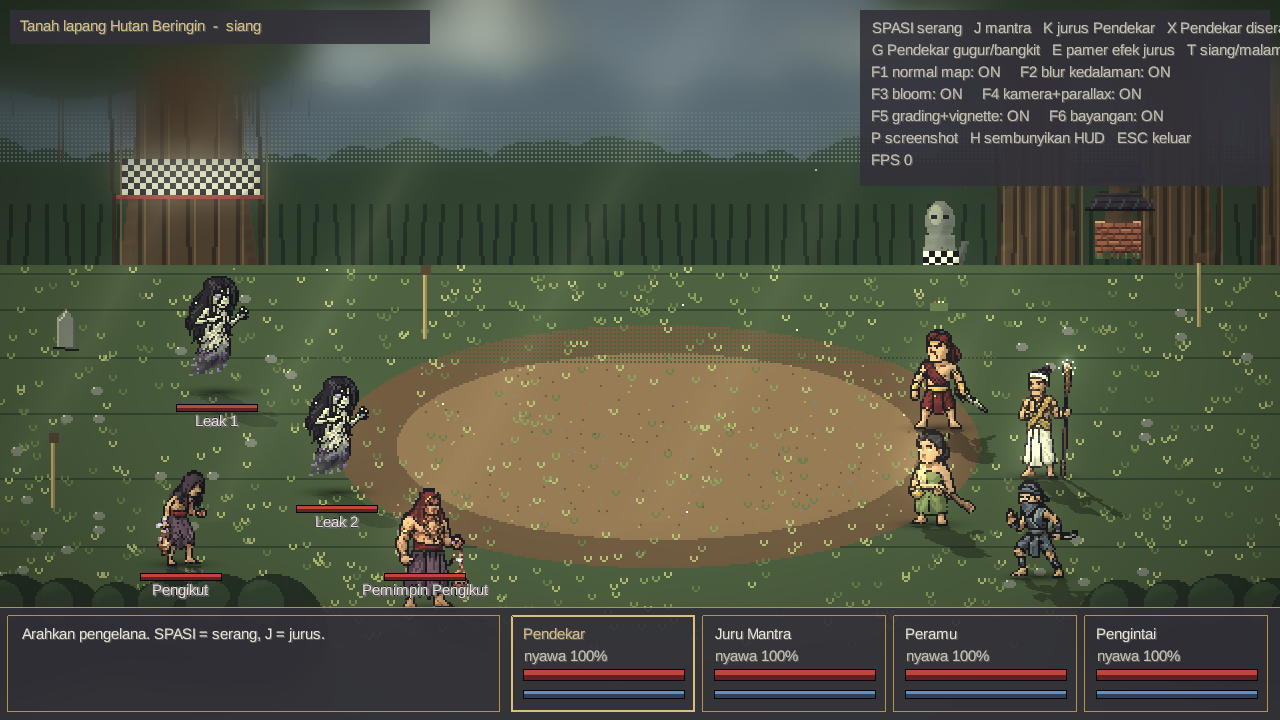 Tanah lapang Hutan Beringin - siang
SPASI serang J mantra K jurus Pendekar X Pendekar disera
G Pendekar gugur/bangkit E pamer efek jurus T siang/malam
F1 normal map: ON F2 blur kedalaman: ON
F3 bloom: ON F4 kamera+parallax: ON
F5 grading+vignette: ON F6 bayangan: ON
P screenshot H sembunyikan HUD ESC keluar
FPS 0
Leak 1
Leak 2
Pengikut
Pemimpin Pengikut
Arahkan pengelana. SPASI = serang, J = jurus.
Pendekar
nyawa 100%
Juru Mantra
nyawa 100%
Peramu
nyawa 100%
Pengintai
nyawa 100%